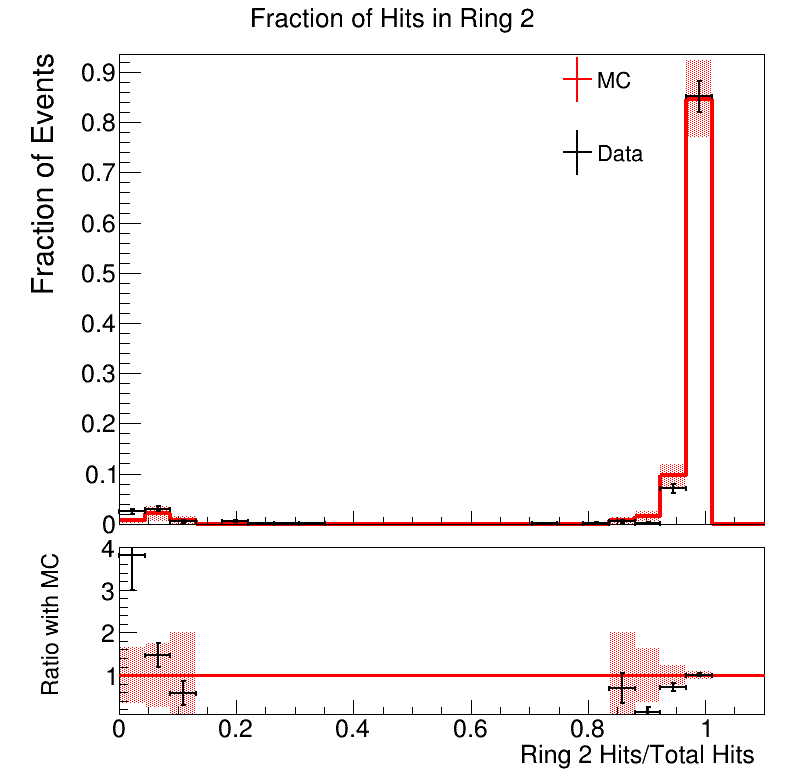 Fraction of Hits in Ring 2
Fraction of Events
0.9
0.8
0.7
0.6
0.5
0.4
0.3
0.2
0.1
0
MC
Data
Ratio with MC
4
3
2
1
0 0.2 0.4 0.6 0.8 1
Ring 2 Hits/Total Hits